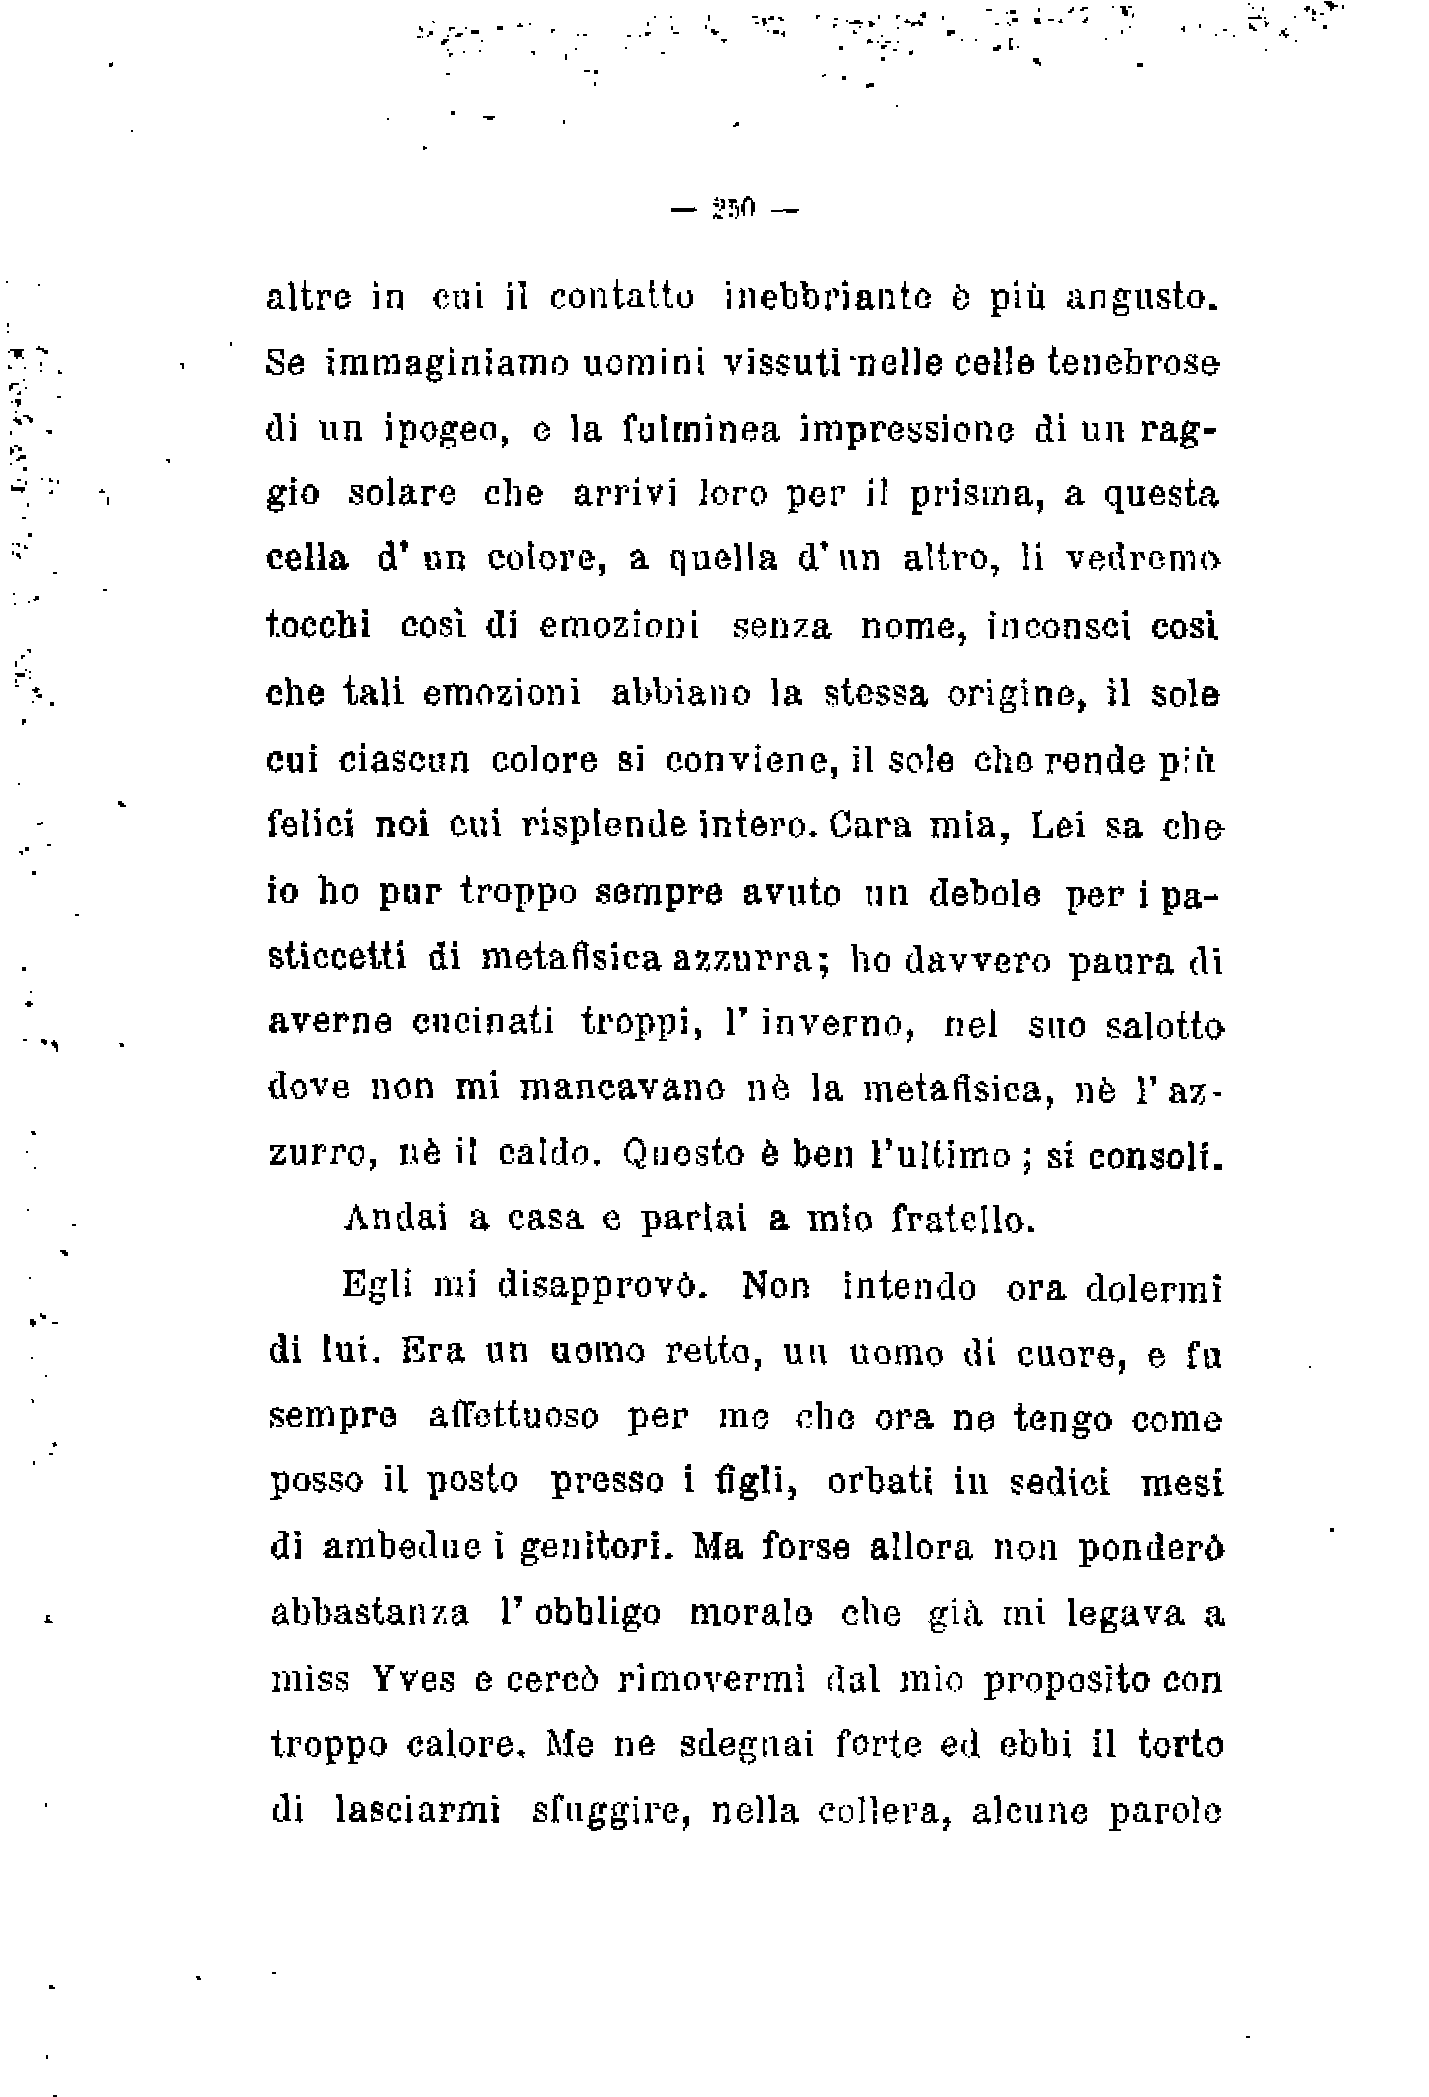 — 250 —
altre in cui il contatto inebbriante è più angusto.
Se immaginiamo uomini vissuti nelle celle tenebrose
di un ipogeo, e la fulminea impressione di un rag-
gio solare che arrivi loro per il prisma, a questa
cella d' un colore, a quella d' un altro, li vedremo
tocchi così di emozioni senza nome, inconsci così
che tali emozioni abbiano la stessa origine, il sole
cui ciascun colore si conviene, il sole che rende più
felici noi cui risplende intero. Cara mia, Lei sa che
io ho pur troppo sempre avuto un debole per i pa-
sticcetti di metafisica azzurra; ho davvero paura di
averne cucinati troppi, l' inverno, nel suo salotto
dove non mi mancavano nè la metafisica, nè l' az-
zurro, nè il caldo. Questo è ben l'ultimo ; si consoli.
Andai a casa e parlai a mio fratello.
Egli mi disapprovò. Non intendo ora dolermi
di lui. Era un uomo retto, un uomo di cuore, e fu
sempre affettuoso per me che ora ne tengo come
posso il posto presso i figli, orbati in sedici mesi
di ambedue i genitori. Ma forse allora non ponderò
abbastanza l' obbligo morale che già mi legava a
miss Yves e cercò rimovermi dal mio proposito con
troppo calore. Me ne sdegnai forte ed ebbi il torto
di lasciarmi sfuggire, nella collera, alcune parole